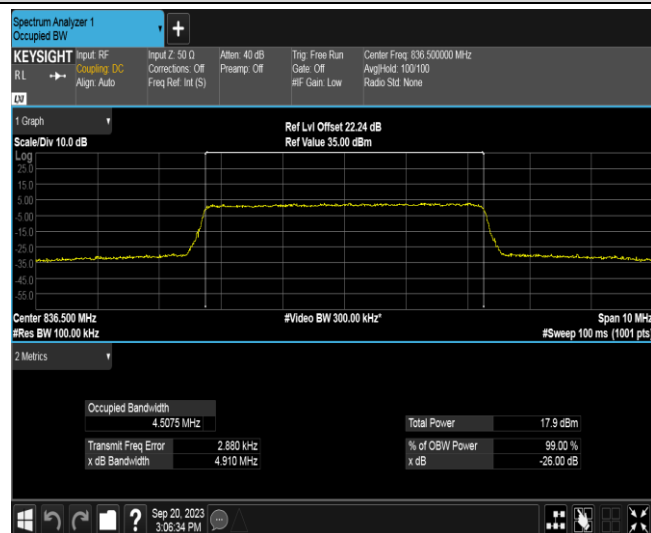 Spectrum Analyzer 1
Occupied BW
+
KEYSIGHT Input: RF Input Z: 50 Ω Atten: 40 dB Trig: Free Run Center Freq: 836.500000 MHz
RL Coupling: DC Corrections: Off Preamp: Off Gate: Off Avg|Hold: 100/100
Align: Auto Freq Ref: Int (S) #IF Gain: Low Radio Std: None
LXI
1 Graph
Ref Lvl Offset 22.24 dB
Scale/Div 10.0 dB Ref Value 35.00 dBm
Log
25.0
15.0
5.00
-5.00
-15.0
-25.0
-35.0
-45.0
-55.0
Center 836.500 MHz #Video BW 300.00 kHz* Span 10 MHz
#Res BW 100.00 kHz #Sweep 100 ms (1001 pts)
2 Metrics
Occupied Bandwidth
4.5075 MHz Total Power 17.9 dBm
Transmit Freq Error 2.880 kHz % of OBW Power 99.00 %
x dB Bandwidth 4.910 MHz x dB -26.00 dB
? Sep 20, 2023
3:06:34 PM